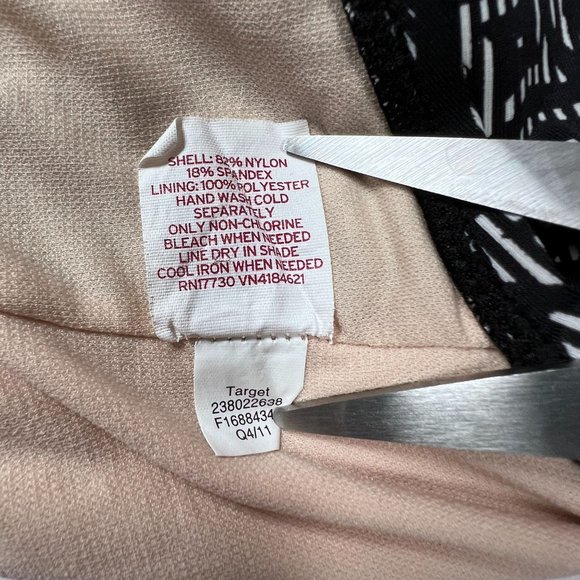 SHELL: 82% NYLON
18% SPANDEX
LINING: 100% POLYESTER
HAND WASH COLD
SEPARATELY
ONLY NON-CHLORINE
BLEACH WHEN NEEDED
LINE DRY IN SHADE
COOL IRON WHEN NEEDED
RN17730 VN4184621
Target
238022638
F1688434
Q4/11